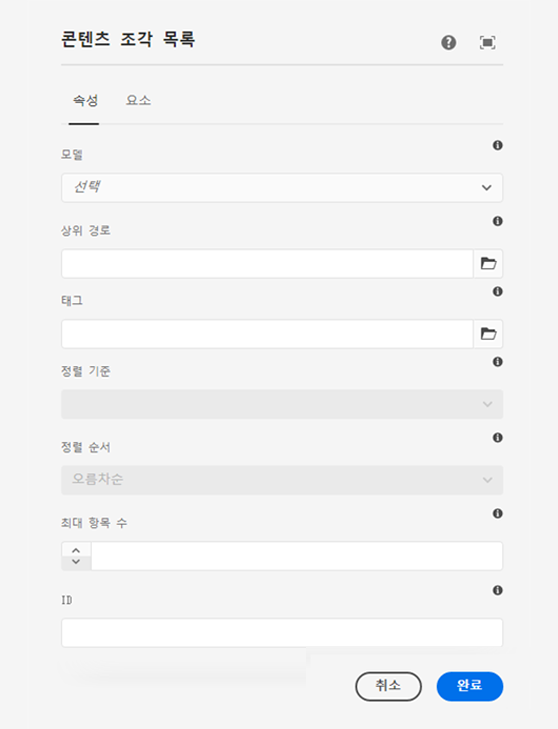 콘텐츠 조각 목록
속성 요소
모델
선택
상위 경로
태그
정렬 기준
정렬 순서
오름차순
최대 항목 수
ID
취소 완료